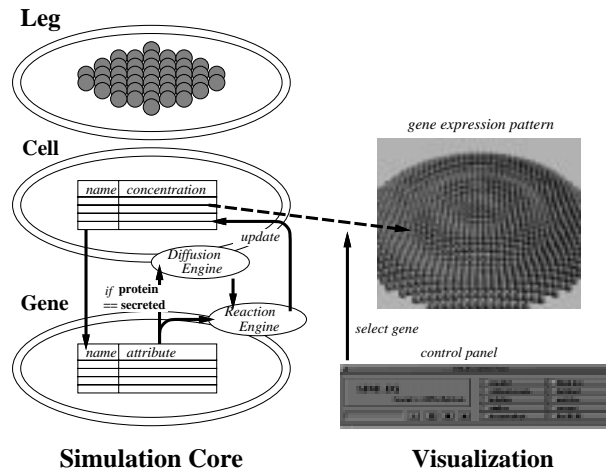 Leg
Cell
name concentration
update
Diffusion
Engine
if protein
== secreted
Gene
Reaction
Engine
name attribute
gene expression pattern
select gene
control panel
Simulation Core
Visualization